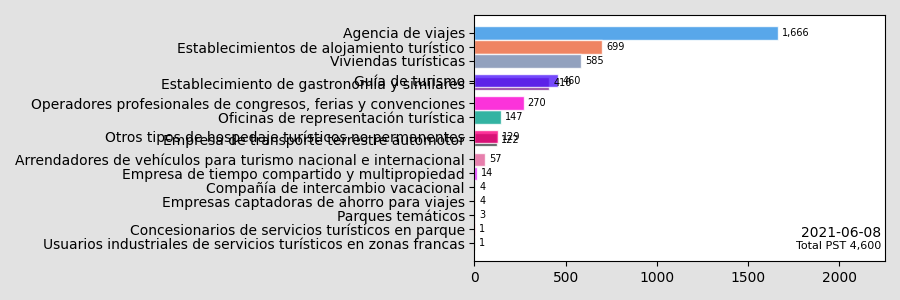 Agencia de viajes 1,666
Establecimientos de alojamiento turístico 699
Viviendas turísticas 585
Guía de turismo 460
Establecimiento de gastronomía y similares 410
Operadores profesionales de congresos, ferias y convenciones 270
Oficinas de representación turística 147
Otros tipos de hospedaje turísticos no permanentes 129
Empresa de transporte terrestre automotor 122
Arrendadores de vehículos para turismo nacional e internacional 57
Empresa de tiempo compartido y multipropiedad 14
Compañía de intercambio vacacional 4
Empresas captadoras de ahorro para viajes 4
Parques temáticos 3
Concesionarios de servicios turísticos en parque 1
Usuarios industriales de servicios turísticos en zonas francas 1
2021-06-08
Total PST 4,600
0 500 1000 1500 2000